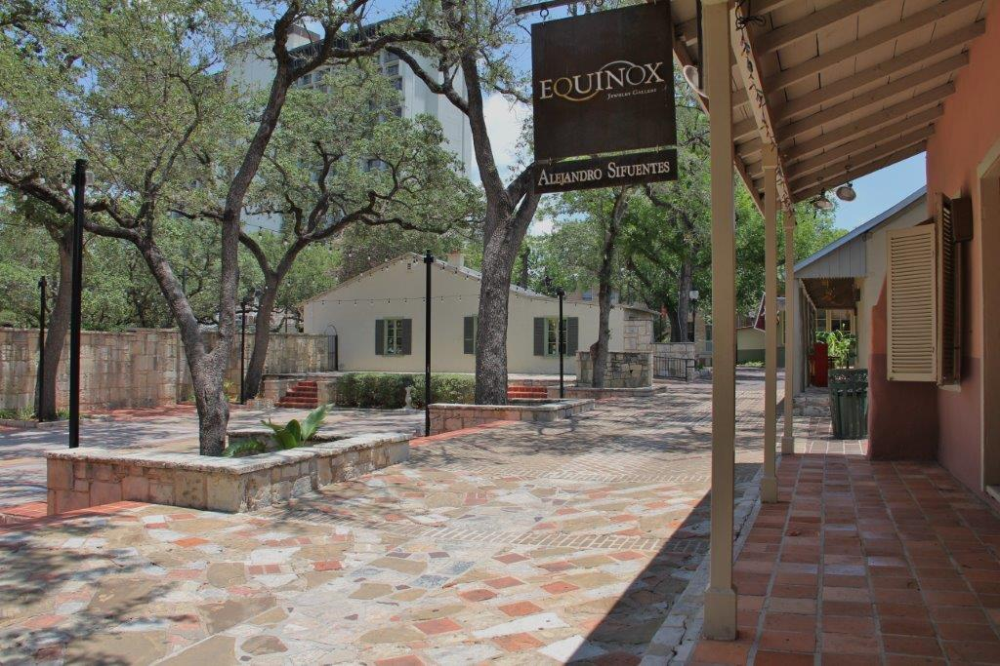 EQUINOX
JEWELRY GALLERY
ALEJANDRO SIFUENTES